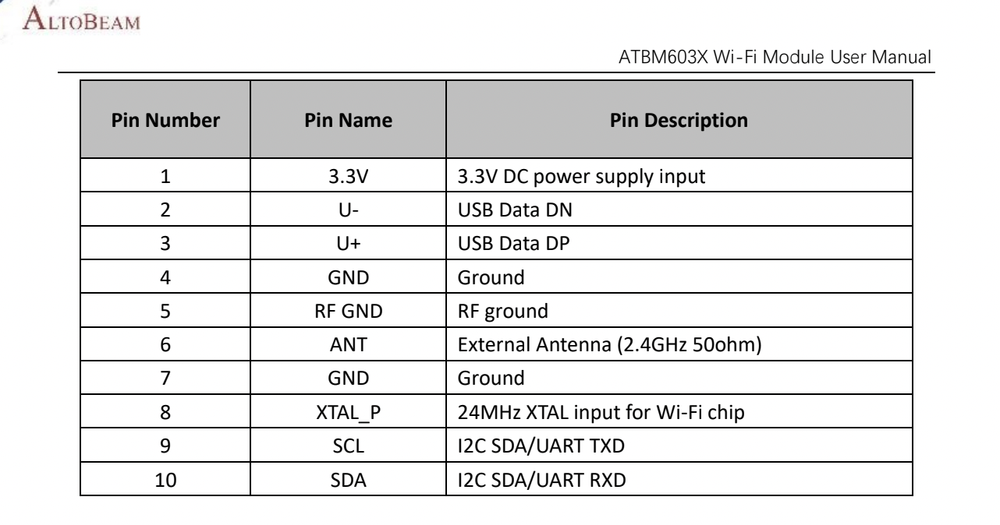 ALTOBEAM
ATBM603X Wi-Fi Module User Manual
Pin Number Pin Name Pin Description
1 3.3V 3.3V DC power supply input
2 U- USB Data DN
3 U+ USB Data DP
4 GND Ground
5 RF GND RF ground
6 ANT External Antenna (2.4GHz 50ohm)
7 GND Ground
8 XTAL_P 24MHz XTAL input for Wi-Fi chip
9 SCL I2C SDA/UART TXD
10 SDA I2C SDA/UART RXD